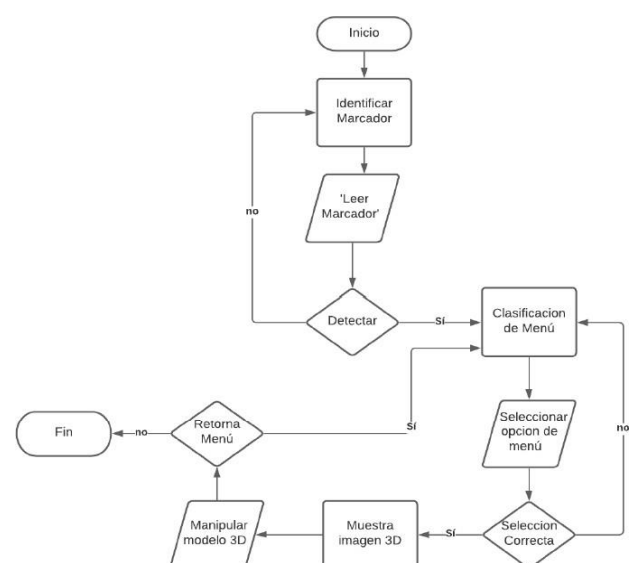 Inicio
Identificar
Marcador
'Leer
Marcador'
no
Detectar
Sí
Clasificacion
de Menú
Retorna
Menú
Sí
no
Fin
Seleccionar
opcion de
menú
no
Seleccion
Correcta
Sí
Muestra
imagen 3D
Manipular
modelo 3D